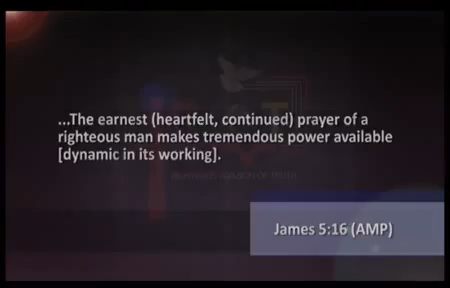 ...The earnest (heartfelt, continued) prayer of a
righteous man makes tremendous power available
[dynamic in its working].
James 5:16 (AMP)